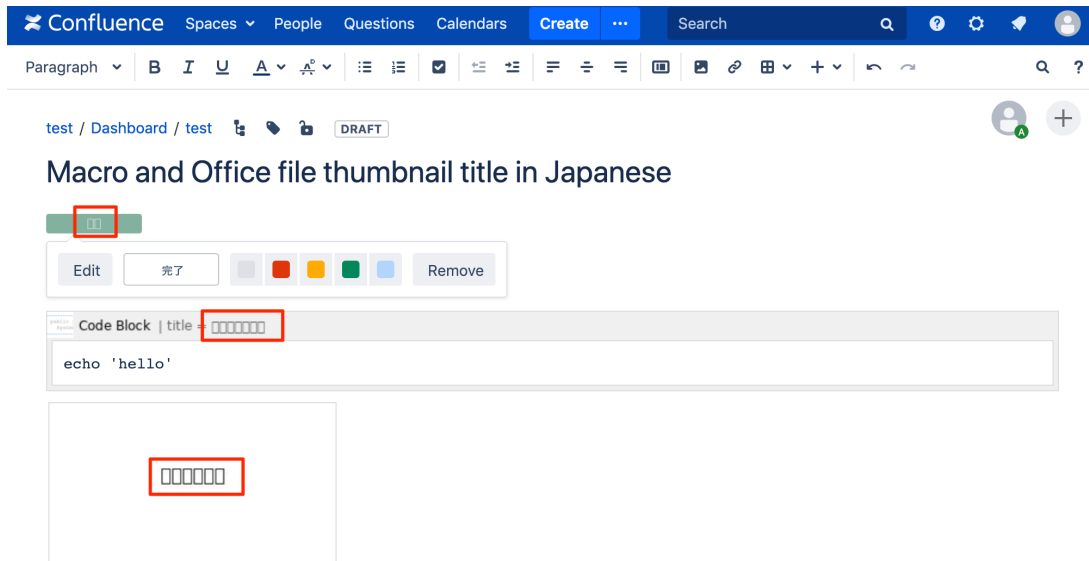 Confluence Spaces People Questions Calendars Create ... Search
Paragraph B I U A
test / Dashboard / test DRAFT
A
Macro and Office file thumbnail title in Japanese
□□
Edit 完了 Remove
Code Block | title = □□□□□□□
echo 'hello'
□□□□□□